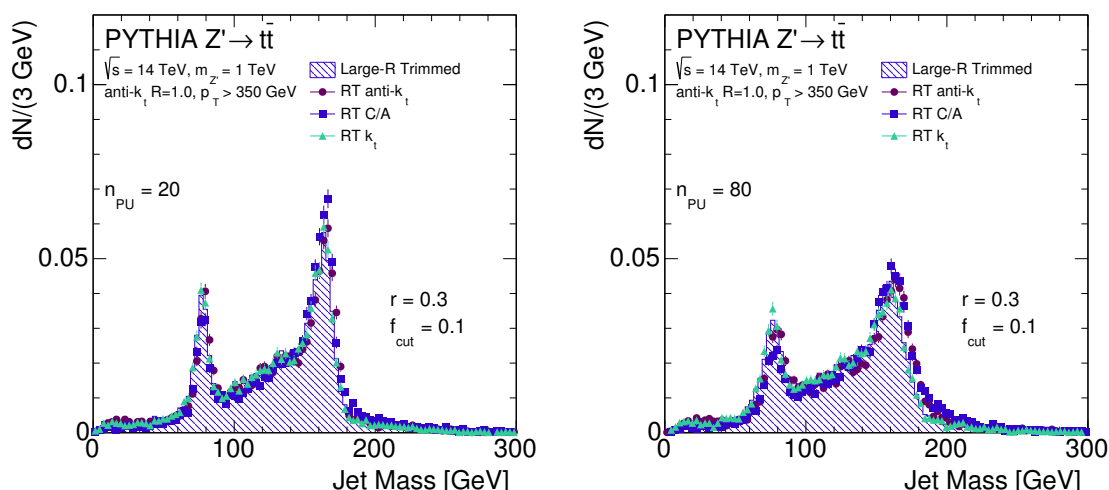 PYTHIA Z' → tt̄
√s = 14 TeV, m_Z' = 1 TeV
anti-k_t R=1.0, p_T > 350 GeV
Large-R Trimmed
RT anti-k_t
RT C/A
RT k_t
n_PU = 20
r = 0.3
f_cut = 0.1
dN/(3 GeV)
0.1
0.05
0
0 100 200 300
Jet Mass [GeV]
PYTHIA Z' → tt̄
√s = 14 TeV, m_Z' = 1 TeV
anti-k_t R=1.0, p_T > 350 GeV
Large-R Trimmed
RT anti-k_t
RT C/A
RT k_t
n_PU = 80
r = 0.3
f_cut = 0.1
dN/(3 GeV)
0.1
0.05
0
0 100 200 300
Jet Mass [GeV]